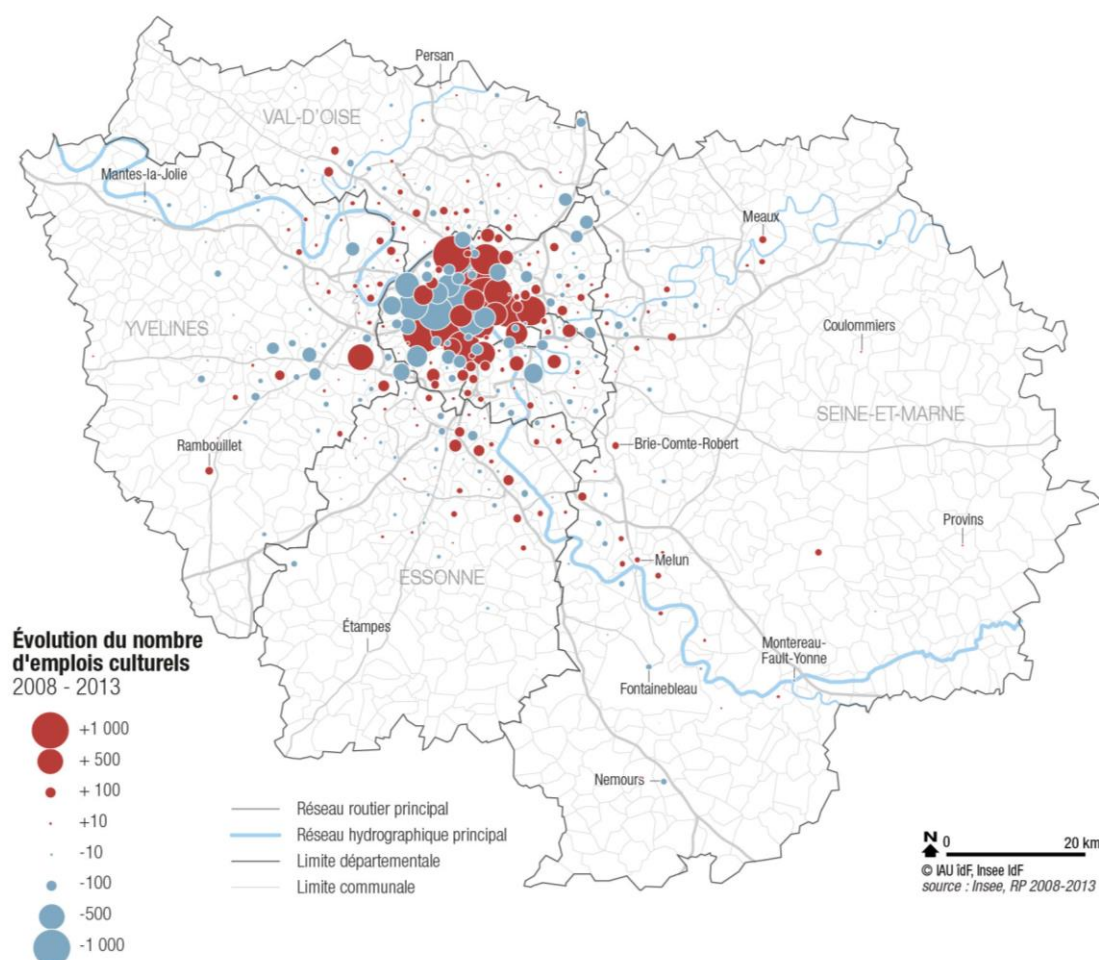 Persan
VAL-D'OISE
Mantes-la-Jolie
Meaux
YVELINES
Coulommiers
SEINE-ET-MARNE
Rambouillet
Brie-Comte-Robert
Provins
Melun
ESSONNE
Étampes
Montereau-
Fault-Yonne
Fontainebleau
Nemours
Évolution du nombre
d'emplois culturels
2008 - 2013
+1 000
+ 500
+ 100
+10
-10
-100
-500
-1 000
Réseau routier principal
Réseau hydrographique principal
Limite départementale
Limite communale
N 0 20 km
© IAU îdF, Insee IdF
source : Insee, RP 2008-2013